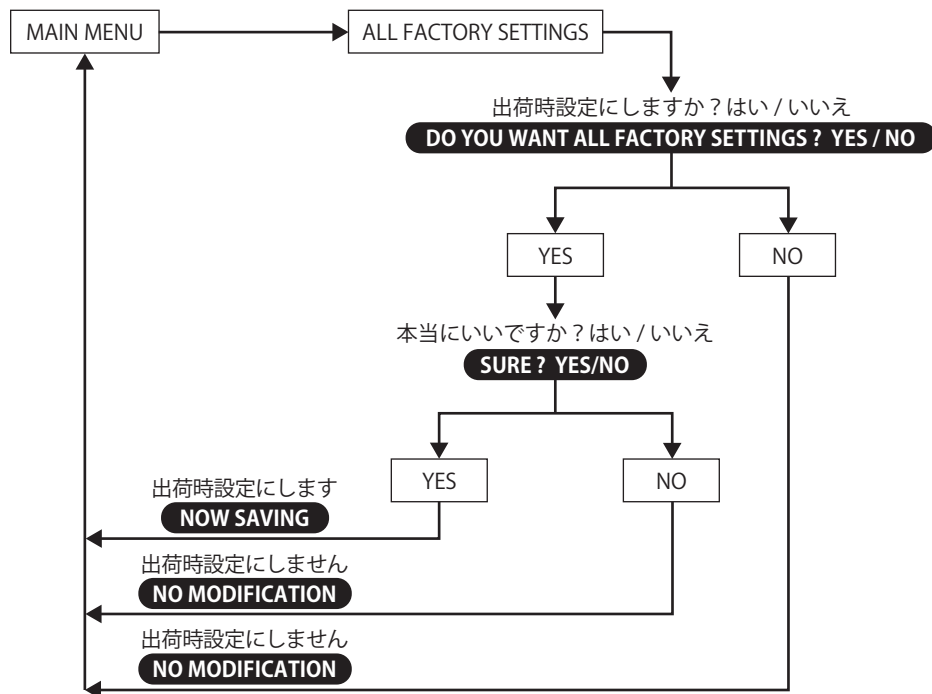 MAIN MENU
ALL FACTORY SETTINGS
出荷時設定にしますか？はい / いいえ
DO YOU WANT ALL FACTORY SETTINGS ?  YES / NO
YES
NO
本当にいいですか？はい / いいえ
SURE ?  YES/NO
YES
NO
出荷時設定にします
NOW SAVING
出荷時設定にしません
NO MODIFICATION
出荷時設定にしません
NO MODIFICATION